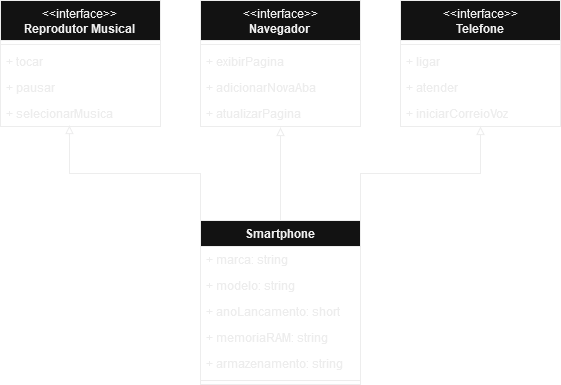 <<interface>>
Reprodutor Musical
+ tocar
+ pausar
+ selecionarMusica
<<interface>>
Navegador
+ exibirPagina
+ adicionarNovaAba
+ atualizarPagina
<<interface>>
Telefone
+ ligar
+ atender
+ iniciarCorreioVoz
Smartphone
+ marca: string
+ modelo: string
+ anoLancamento: short
+ memoriaRAM: string
+ armazenamento: string